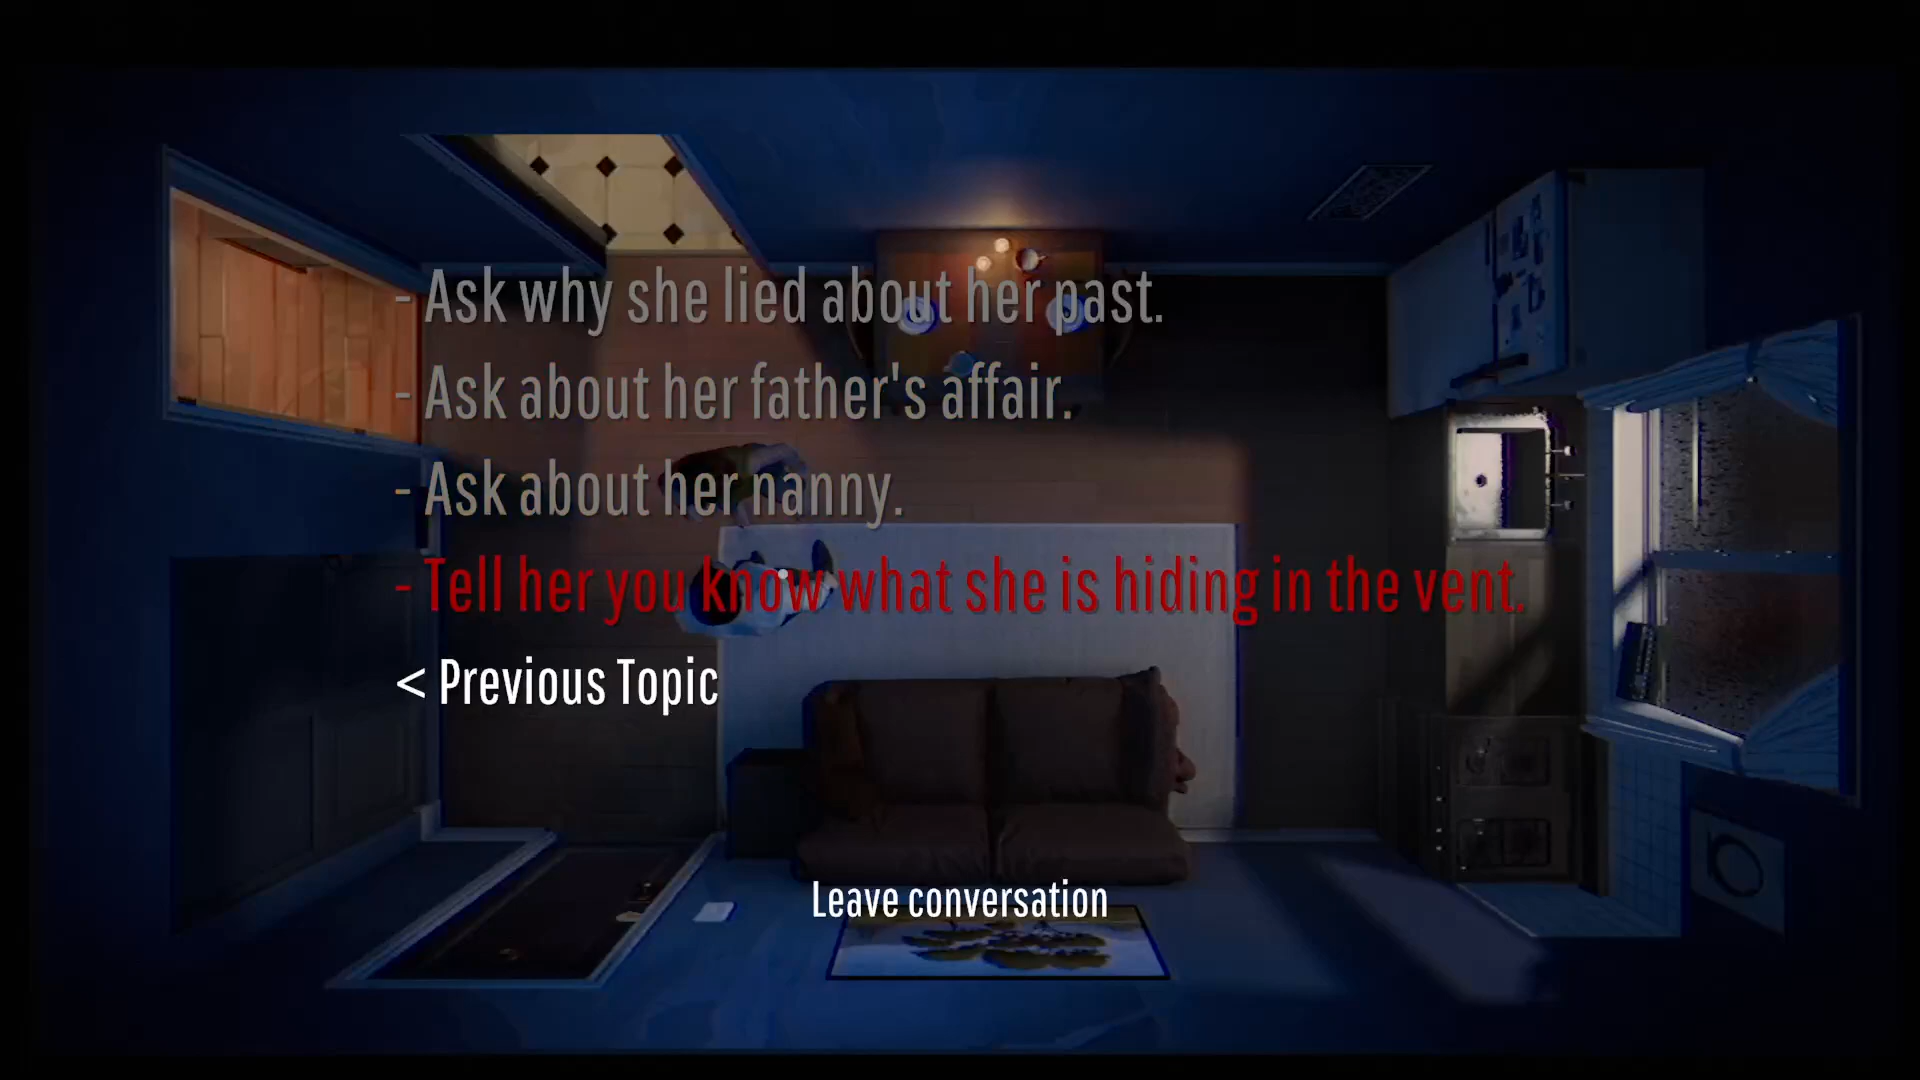 - Ask why she lied about her past.
- Ask about her father's affair.
- Ask about her nanny.
- Tell her you know what she is hiding in the vent.
< Previous Topic
Leave conversation